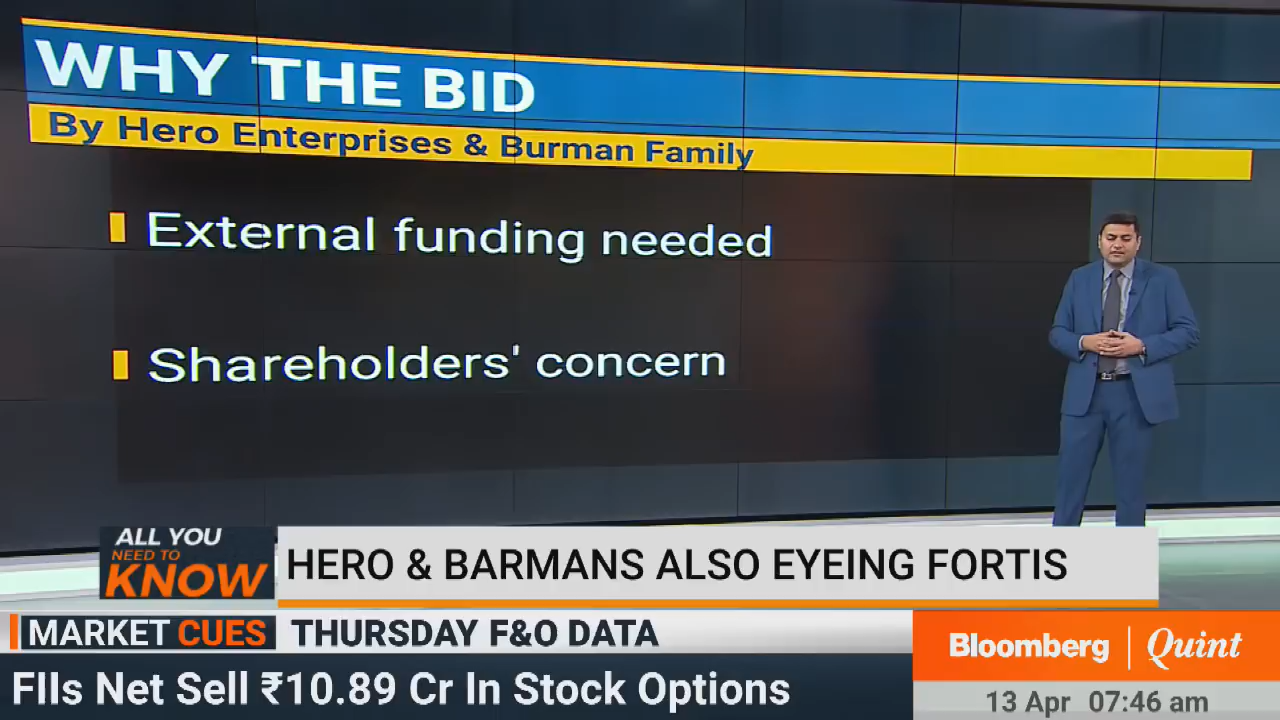 WHY THE BID
By Hero Enterprises & Burman Family
External funding needed
Shareholders' concern
ALL YOU
NEED TO
KNOW
HERO & BARMANS ALSO EYEING FORTIS
MARKET CUES THURSDAY F&O DATA
FIIs Net Sell ₹10.89 Cr In Stock Options
Bloomberg | Quint
13 Apr 07:46 am